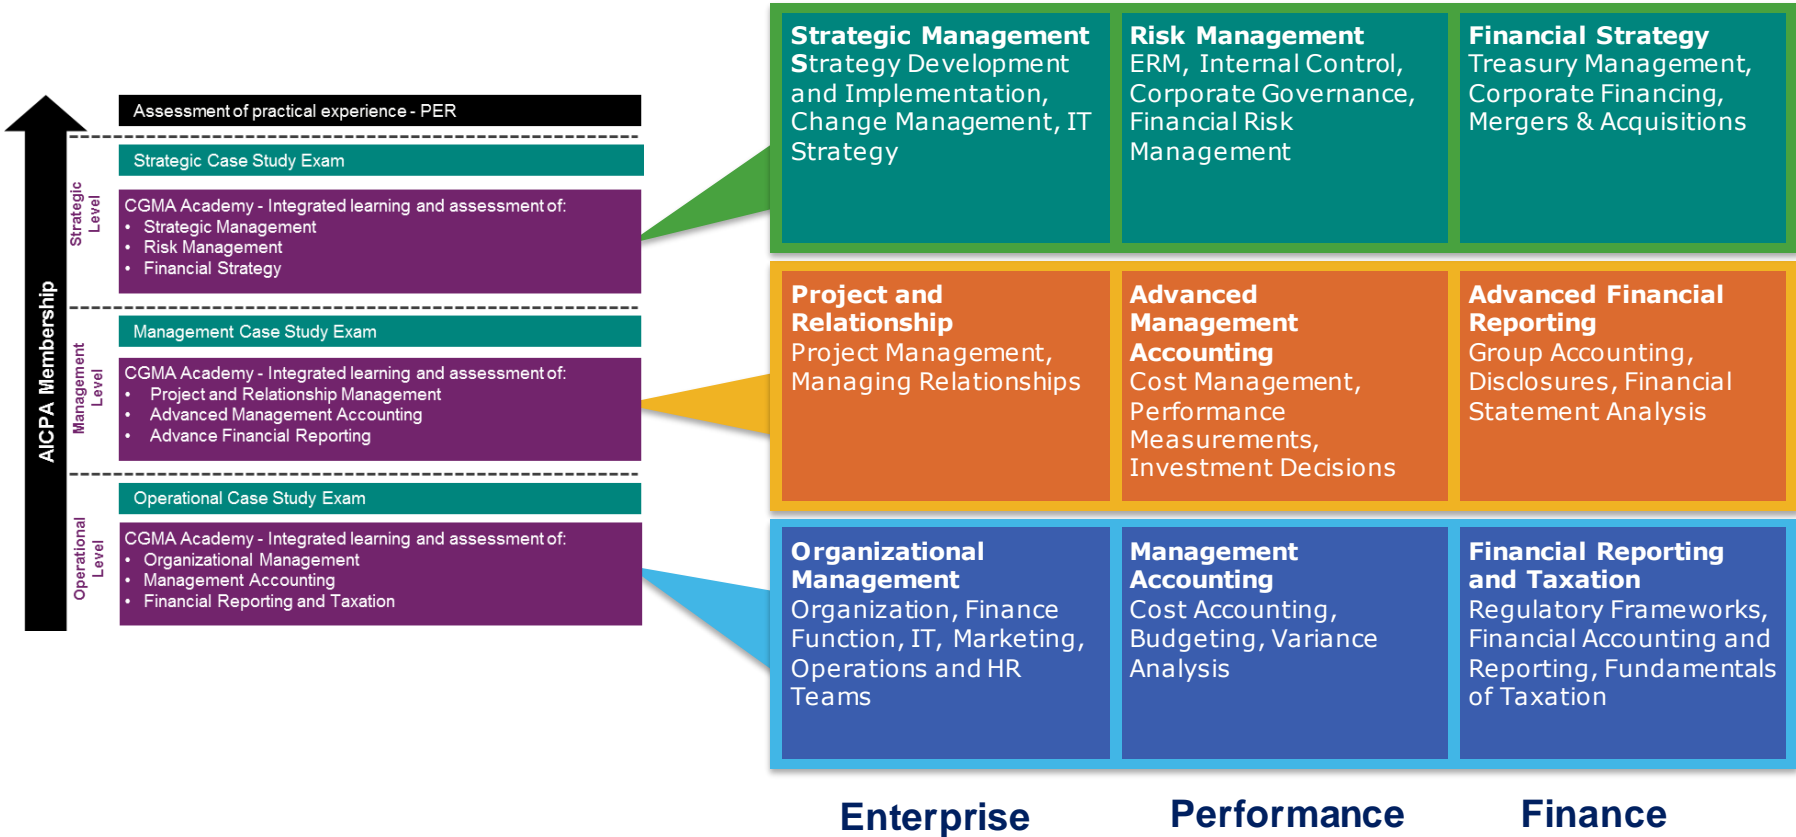 AICPA Membership
Assessment of practical experience - PER
Strategic
Level
Strategic Case Study Exam
CGMA Academy - Integrated learning and assessment of:
• Strategic Management
• Risk Management
• Financial Strategy
Management
Level
Management Case Study Exam
CGMA Academy - Integrated learning and assessment of:
• Project and Relationship Management
• Advanced Management Accounting
• Advance Financial Reporting
Operational
Level
Operational Case Study Exam
CGMA Academy - Integrated learning and assessment of:
• Organizational Management
• Management Accounting
• Financial Reporting and Taxation
Strategic Management
Strategy Development
and Implementation,
Change Management, IT
Strategy
Risk Management
ERM, Internal Control,
Corporate Governance,
Financial Risk
Management
Financial Strategy
Treasury Management,
Corporate Financing,
Mergers & Acquisitions
Project and
Relationship
Project Management,
Managing Relationships
Advanced
Management
Accounting
Cost Management,
Performance
Measurements,
Investment Decisions
Advanced Financial
Reporting
Group Accounting,
Disclosures, Financial
Statement Analysis
Organizational
Management
Organization, Finance
Function, IT, Marketing,
Operations and HR
Teams
Management
Accounting
Cost Accounting,
Budgeting, Variance
Analysis
Financial Reporting
and Taxation
Regulatory Frameworks,
Financial Accounting and
Reporting, Fundamentals
of Taxation
Enterprise
Performance
Finance